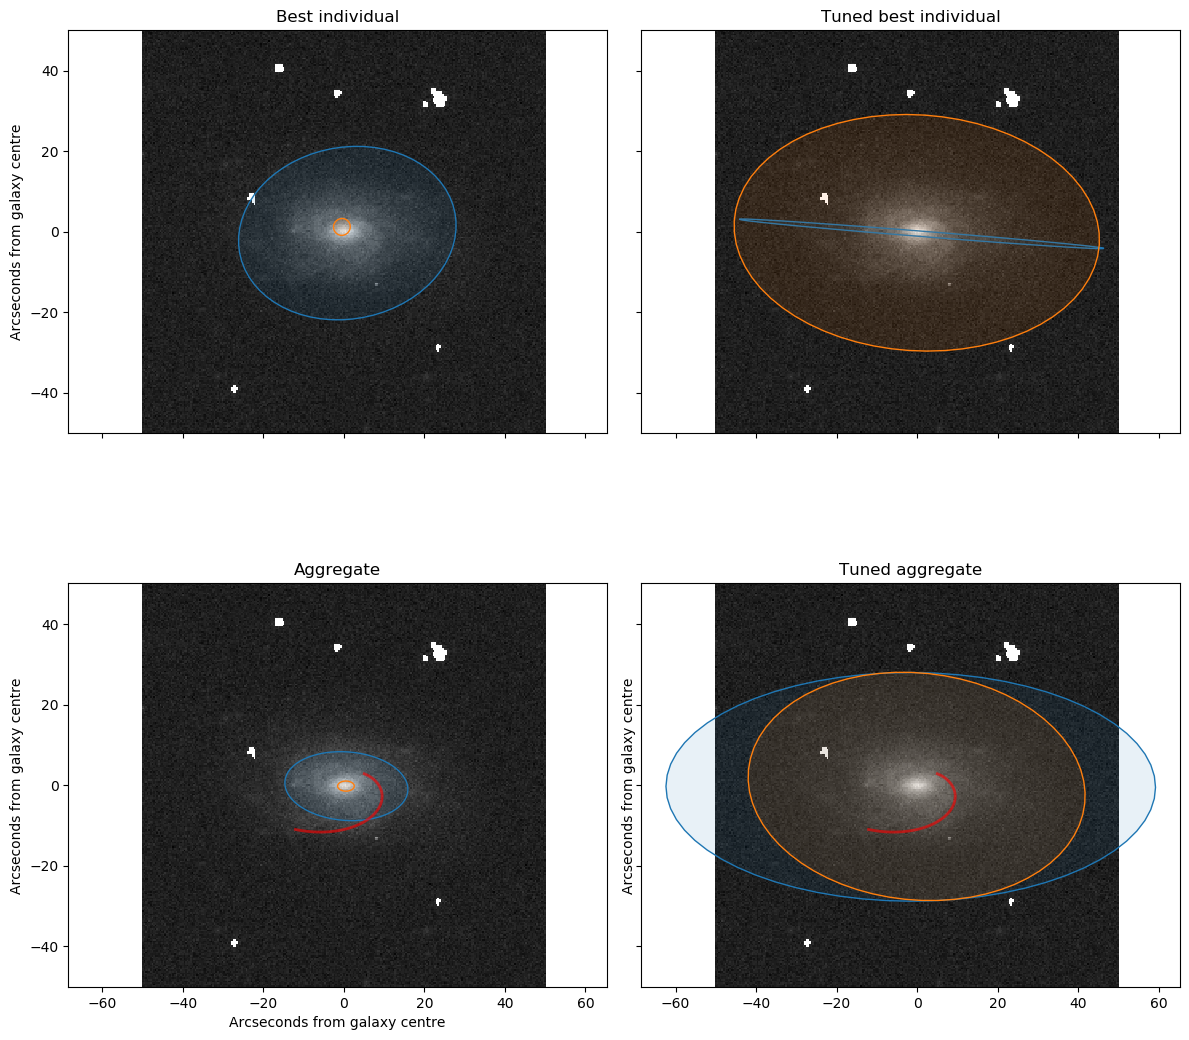 Best individual
Tuned best individual
40
20
0
−20
−40
Arcseconds from galaxy centre
Aggregate
Tuned aggregate
40
20
0
−20
−40
Arcseconds from galaxy centre
Arcseconds from galaxy centre
−60 −40 −20 0 20 40 60
−60 −40 −20 0 20 40 60
Arcseconds from galaxy centre